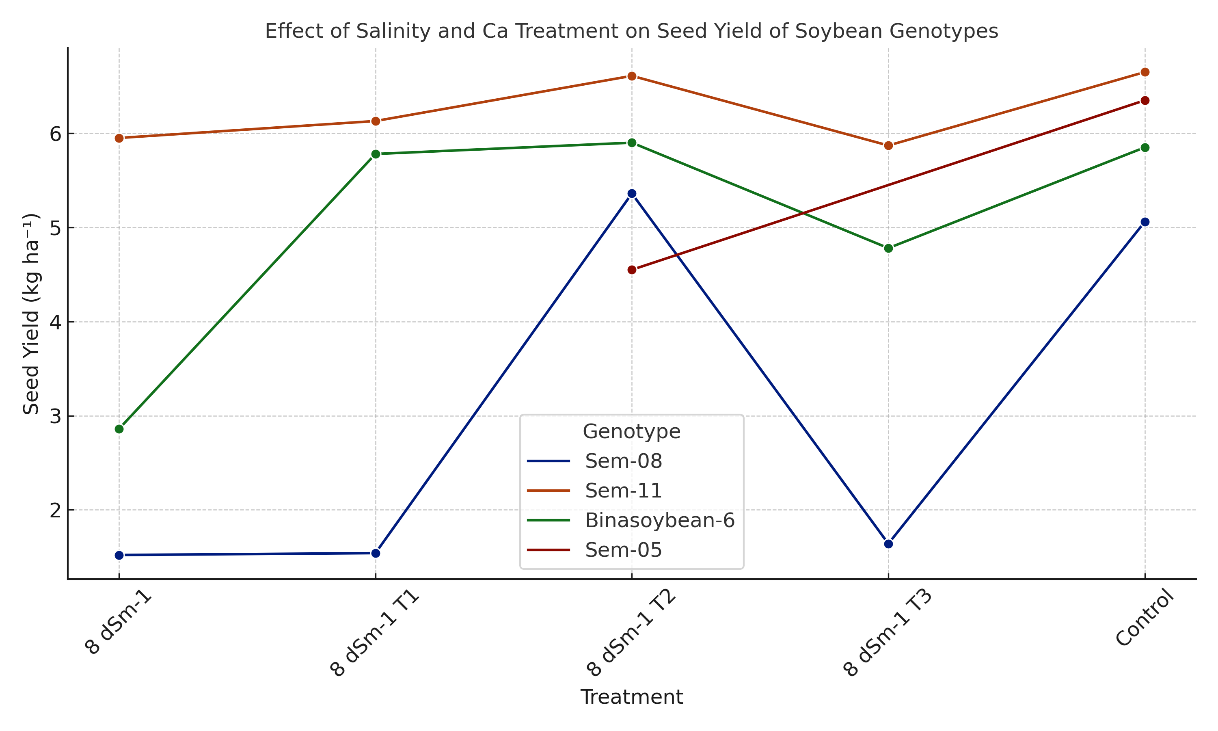 Effect of Salinity and Ca Treatment on Seed Yield of Soybean Genotypes
Seed Yield (kg ha⁻¹)
6
5
4
3
2
Genotype
Sem-08
Sem-11
Binasoybean-6
Sem-05
8 dSm-1
8 dSm-1 T1
8 dSm-1 T2
8 dSm-1 T3
Control
Treatment